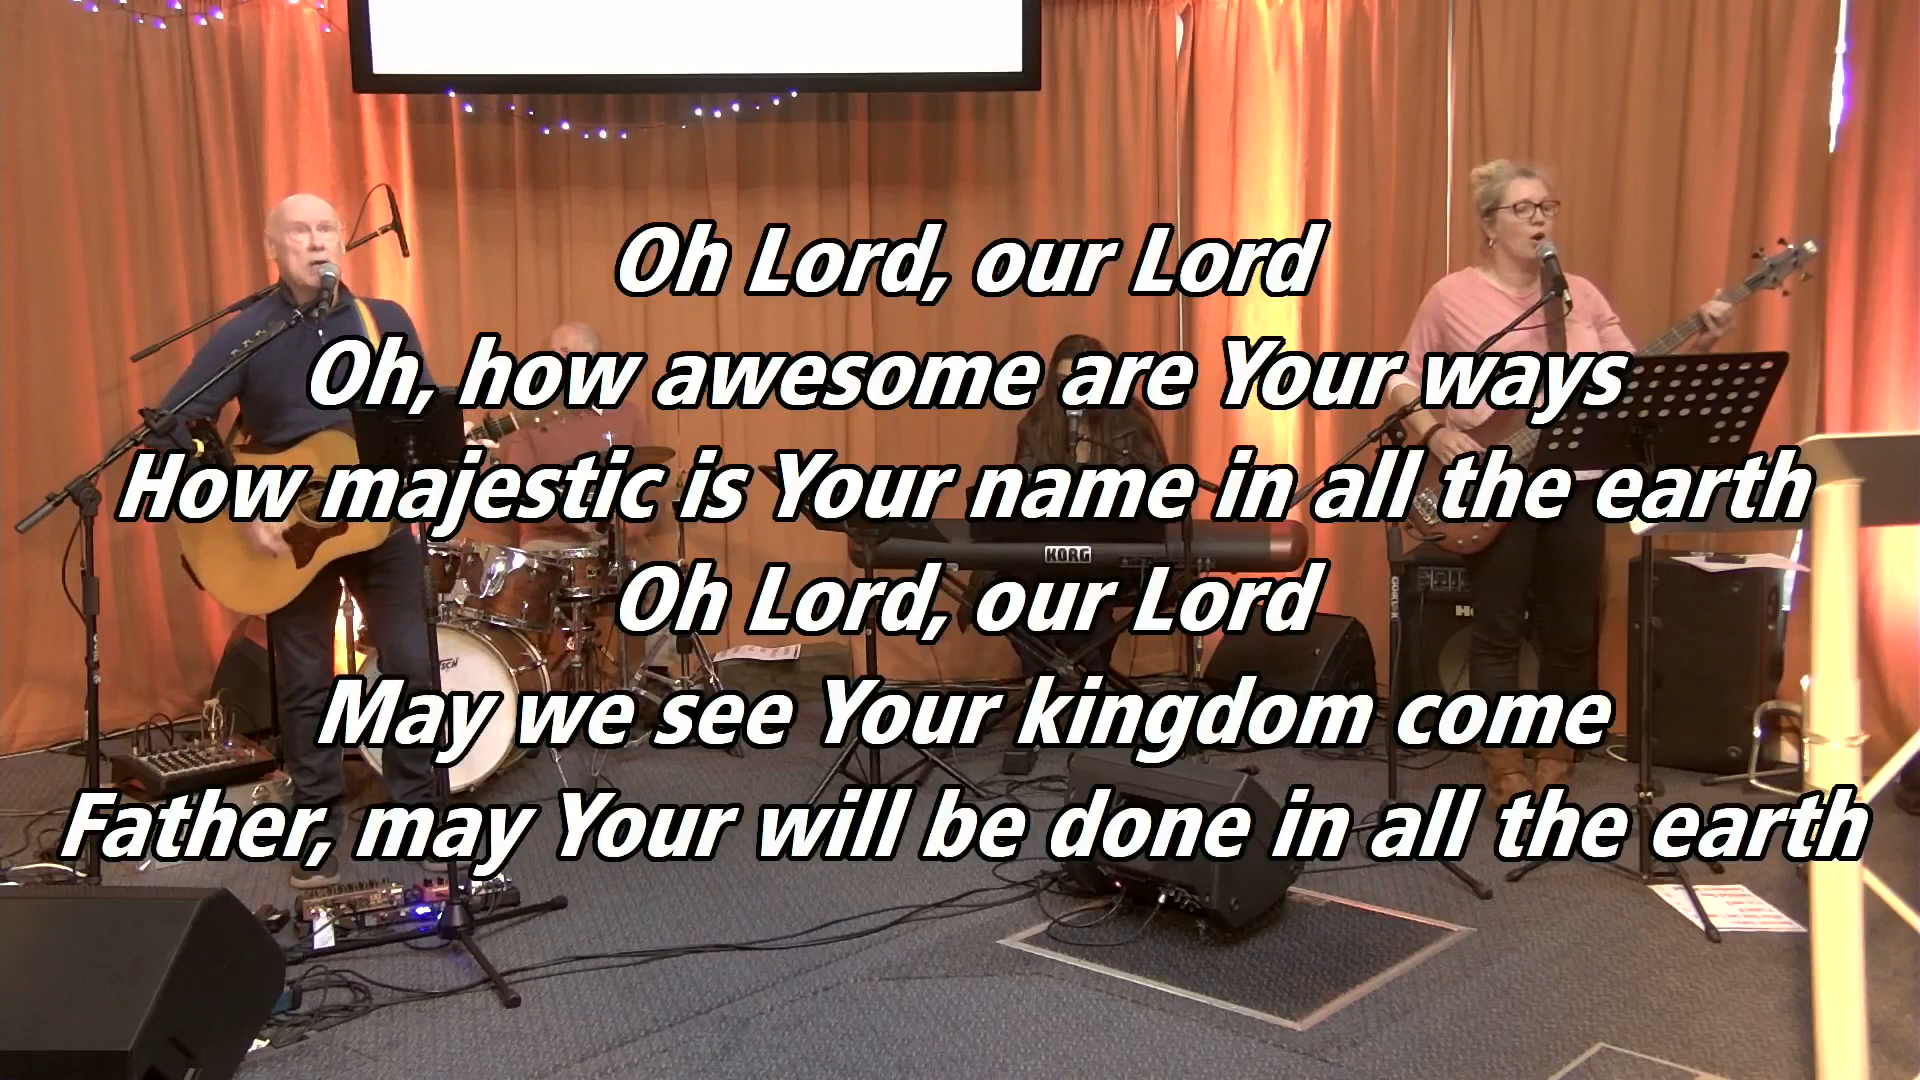 Oh Lord, our Lord
Oh, how awesome are Your ways
How majestic is Your name in all the earth
KORG
Oh Lord, our Lord
May we see Your kingdom come
Father, may Your will be done in all the earth